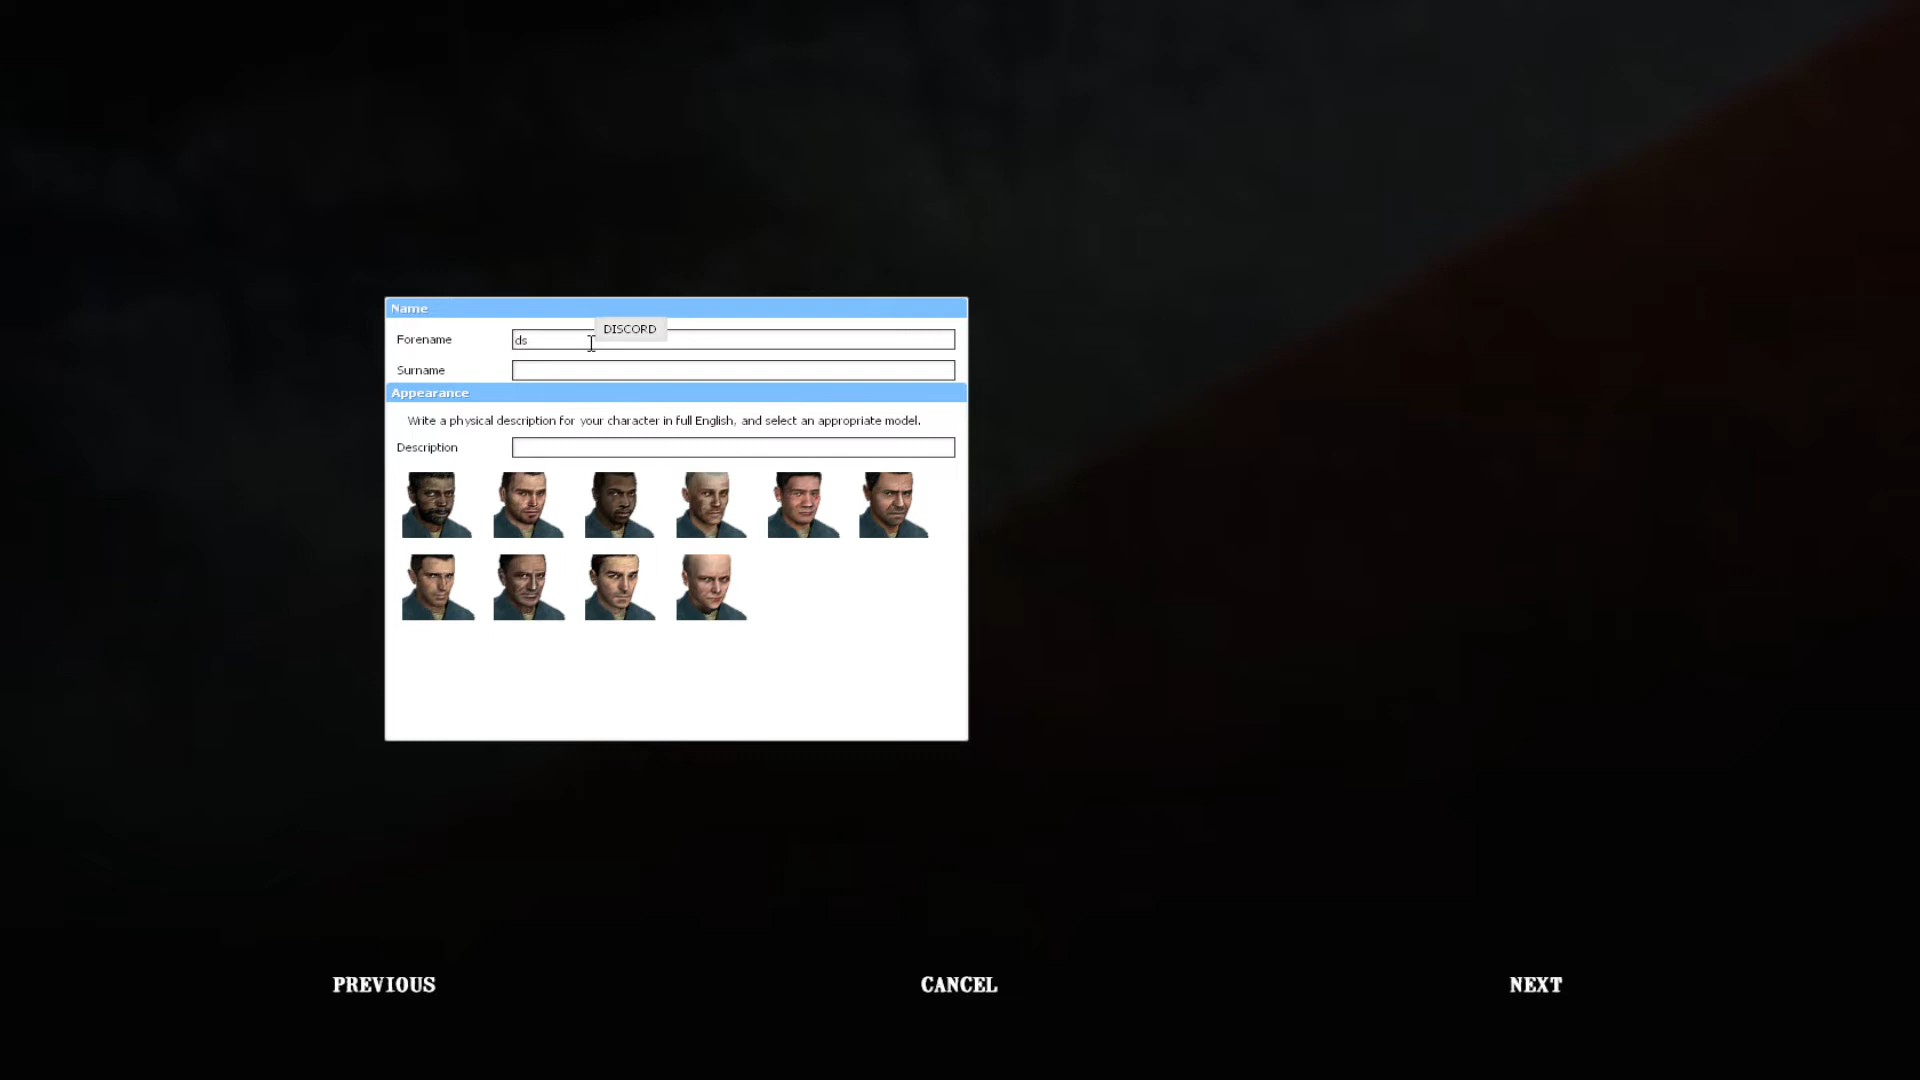 Name
DISCORD
Forename ds
Surname
Appearance
Write a physical description for your character in full English, and select an appropriate model.
Description
PREVIOUS CANCEL NEXT